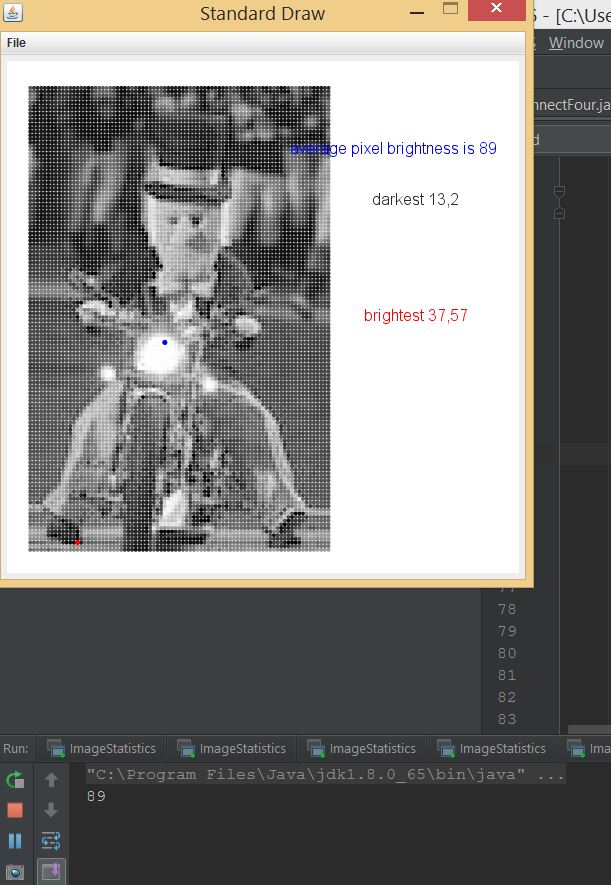 Standard Draw
File
average pixel brightness is 89
darkest 13,2
brightest 37,57
- [C:\Use
Window
nnectFour.ja
d
77
78
79
80
81
82
83
Run: ImageStatistics ImageStatistics ImageStatistics ImageStatistics Ima
"C:\Program Files\Java\jdk1.8.0_65\bin\java" ...
89